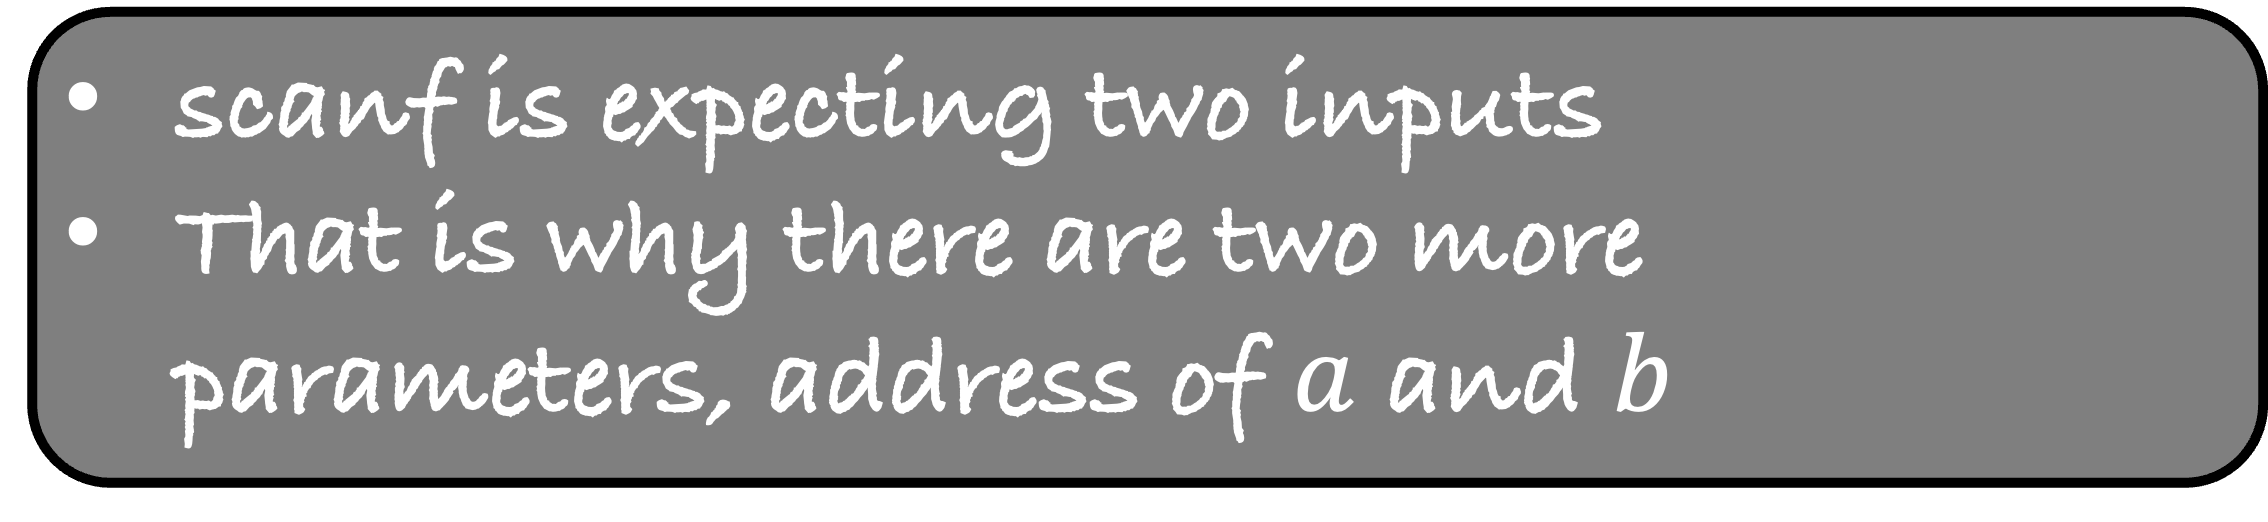 • scanf is expecting two inputs
• That is why there are two more
parameters, address of a and b